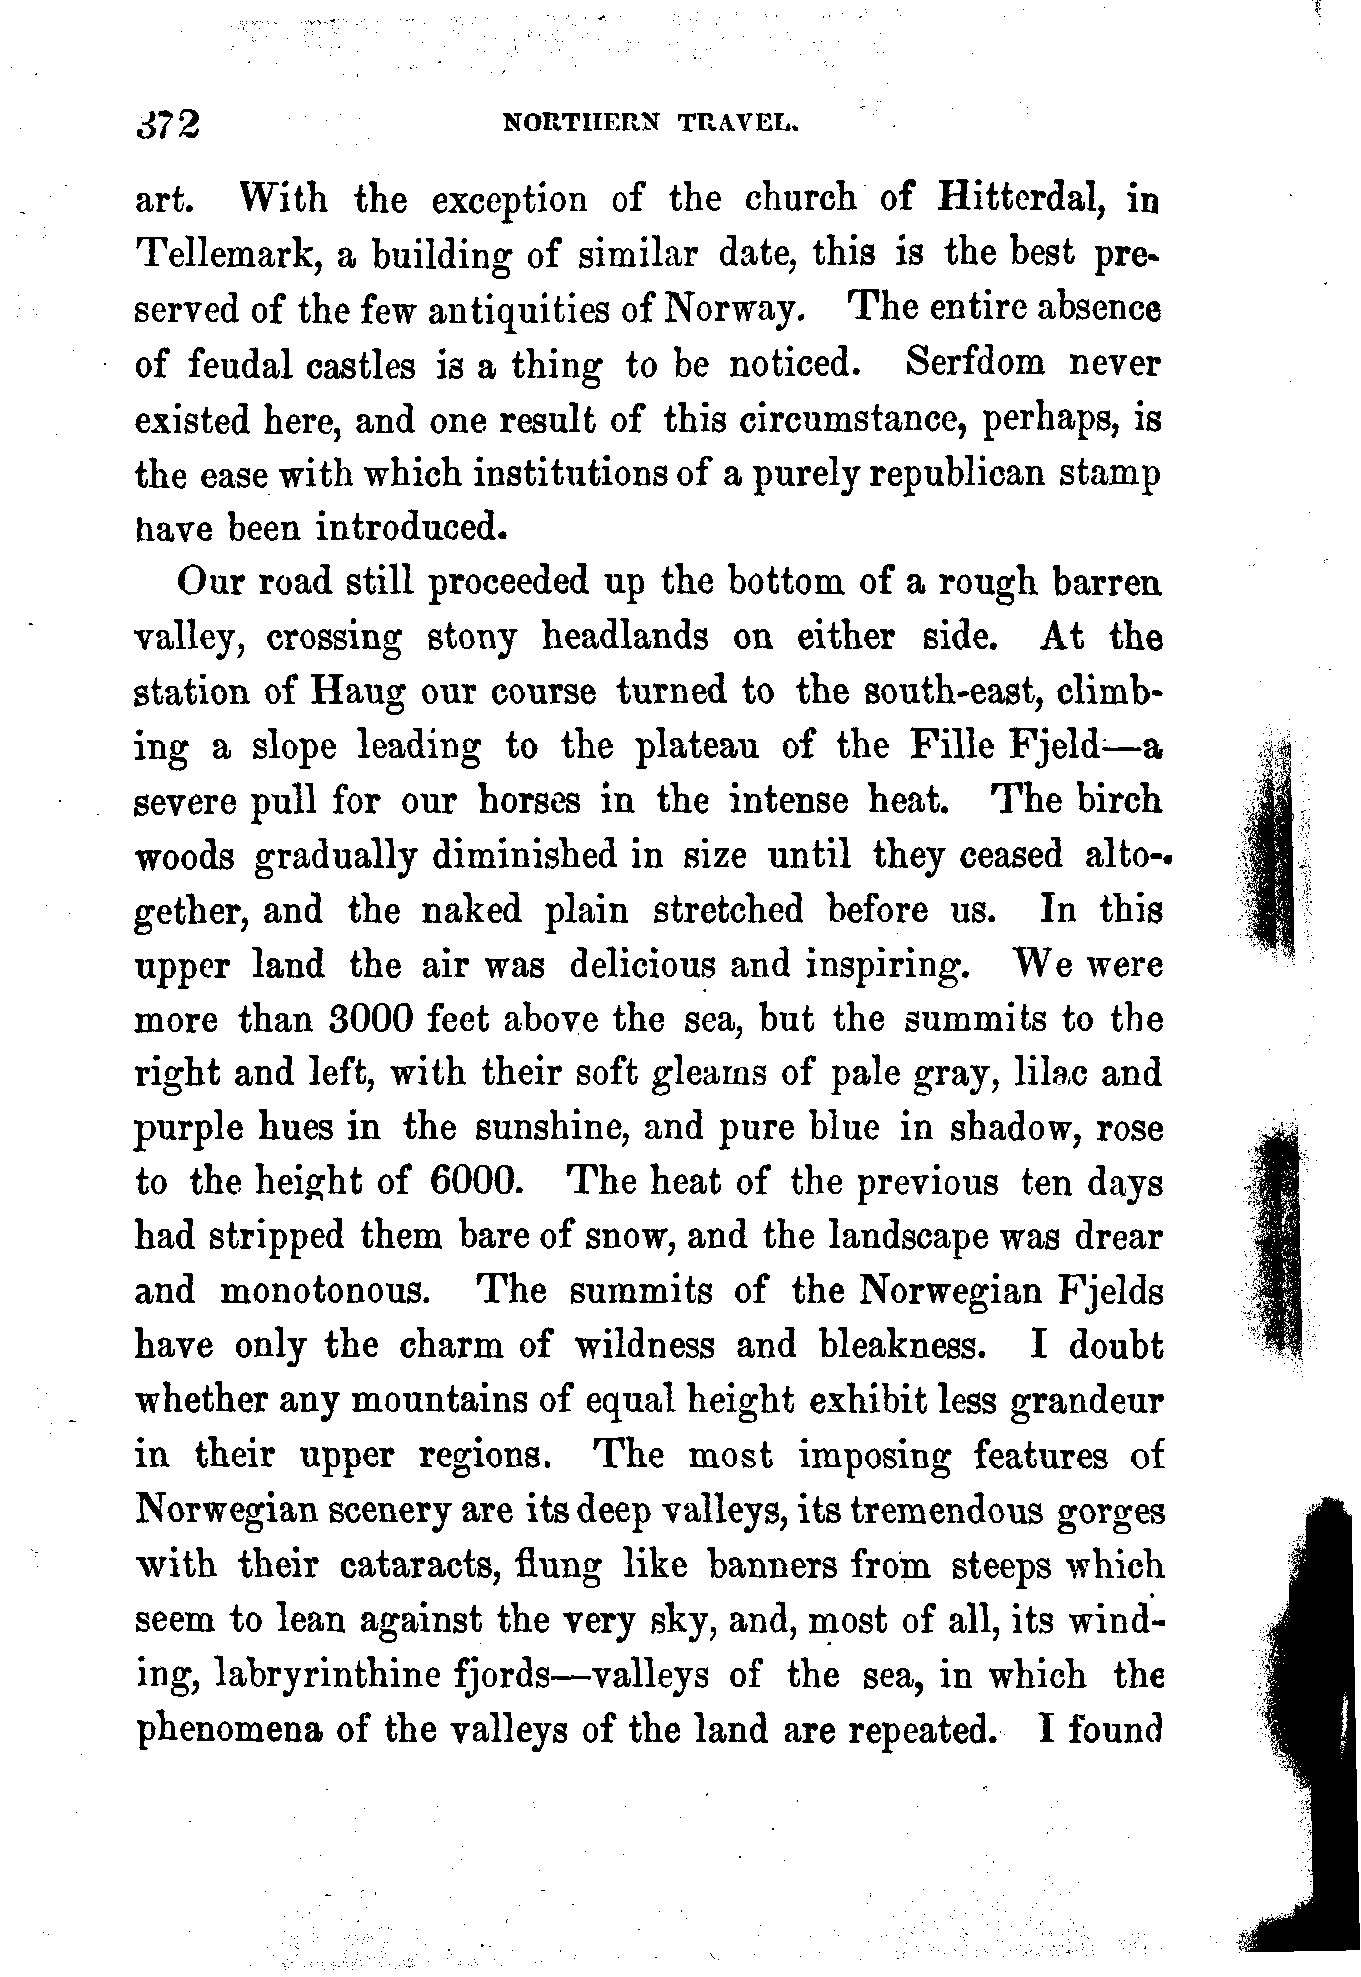 372 NORTHERN TRAVEL.
art. With the exception of the church of Hitterdal, in
Tellemark, a building of similar date, this is the best pre-
served of the few antiquities of Norway. The entire absence
of feudal castles is a thing to be noticed. Serfdom never
existed here, and one result of this circumstance, perhaps, is
the ease with which institutions of a purely republican stamp
have been introduced.
Our road still proceeded up the bottom of a rough barren
valley, crossing stony headlands on either side. At the
station of Haug our course turned to the south-east, climb-
ing a slope leading to the plateau of the Fille Fjeld—a
severe pull for our horses in the intense heat. The birch
woods gradually diminished in size until they ceased alto-
gether, and the naked plain stretched before us. In this
upper land the air was delicious and inspiring. We were
more than 3000 feet above the sea, but the summits to the
right and left, with their soft gleams of pale gray, lilac and
purple hues in the sunshine, and pure blue in shadow, rose
to the height of 6000. The heat of the previous ten days
had stripped them bare of snow, and the landscape was drear
and monotonous. The summits of the Norwegian Fjelds
have only the charm of wildness and bleakness. I doubt
whether any mountains of equal height exhibit less grandeur
in their upper regions. The most imposing features of
Norwegian scenery are its deep valleys, its tremendous gorges
with their cataracts, flung like banners from steeps which
seem to lean against the very sky, and, most of all, its wind-
ing, labryrinthine fjords—valleys of the sea, in which the
phenomena of the valleys of the land are repeated. I found